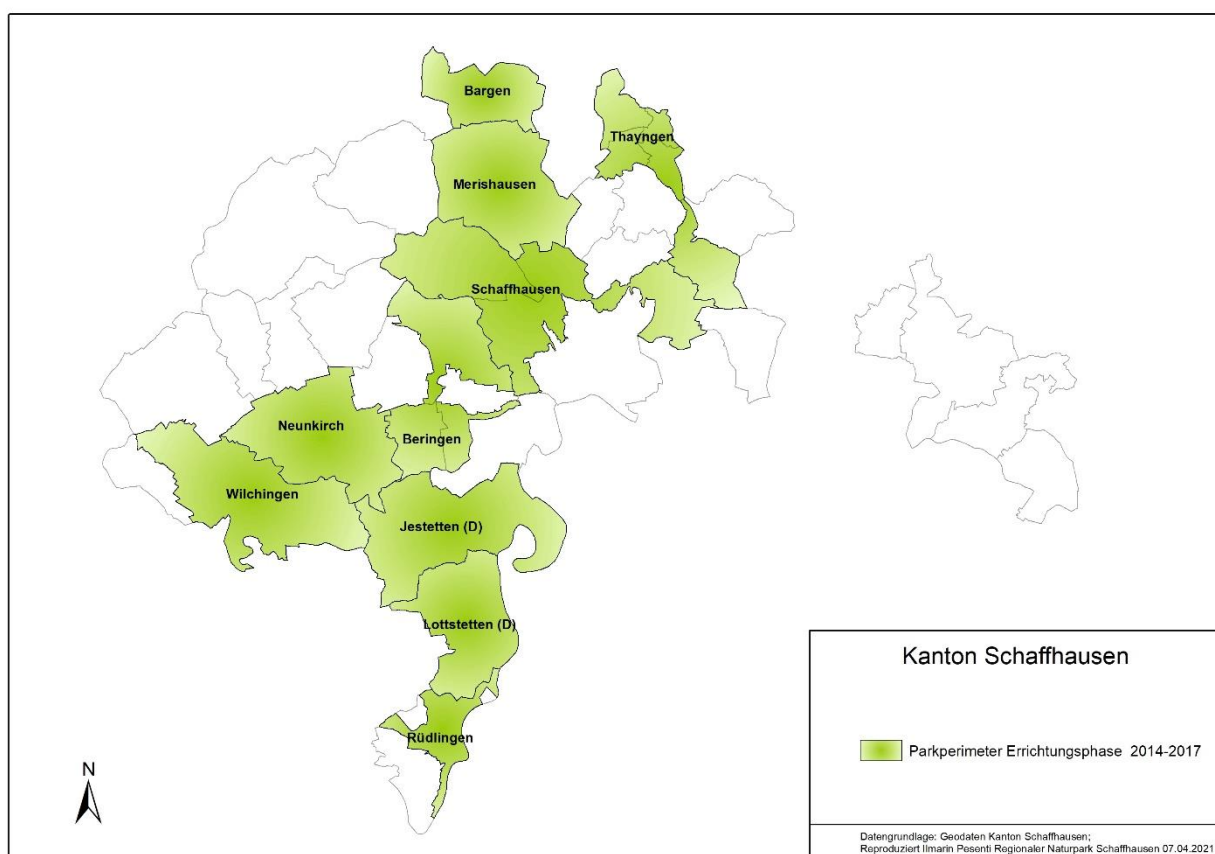 Bargen
Thayngen
Merishausen
Schaffhausen
Neunkirch
Beringen
Wilchingen
Jestetten (D)
Lottstetten (D)
Rüdlingen
N
Kanton Schaffhausen
Parkperimeter Errichtungsphase 2014-2017
Datengrundlage: Geodaten Kanton Schaffhausen;
Reproduziert Ilmarin Pesenti Regionaler Naturpark Schaffhausen 07.04.2021